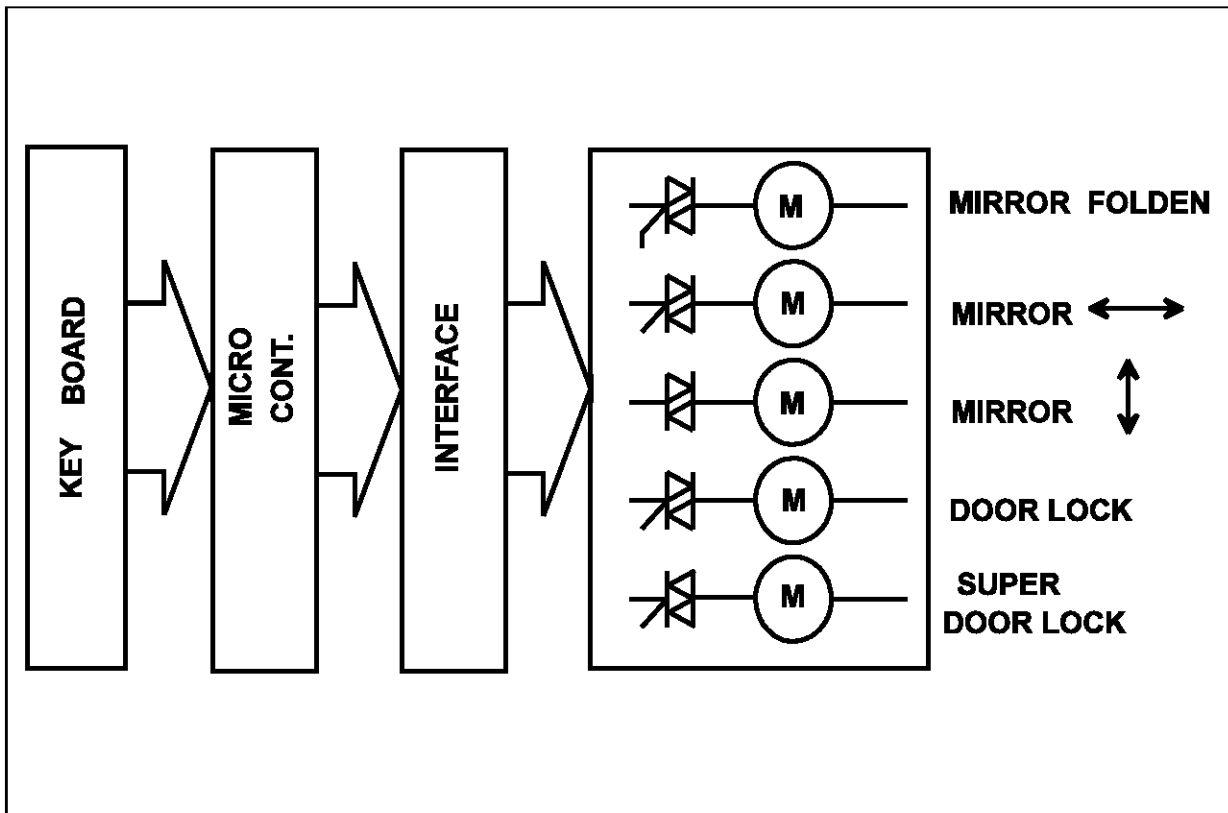 KEY BOARD
MICRO
CONT.
INTERFACE
M
MIRROR FOLDEN
M
MIRROR
M
MIRROR
M
DOOR LOCK
M
SUPER
DOOR LOCK